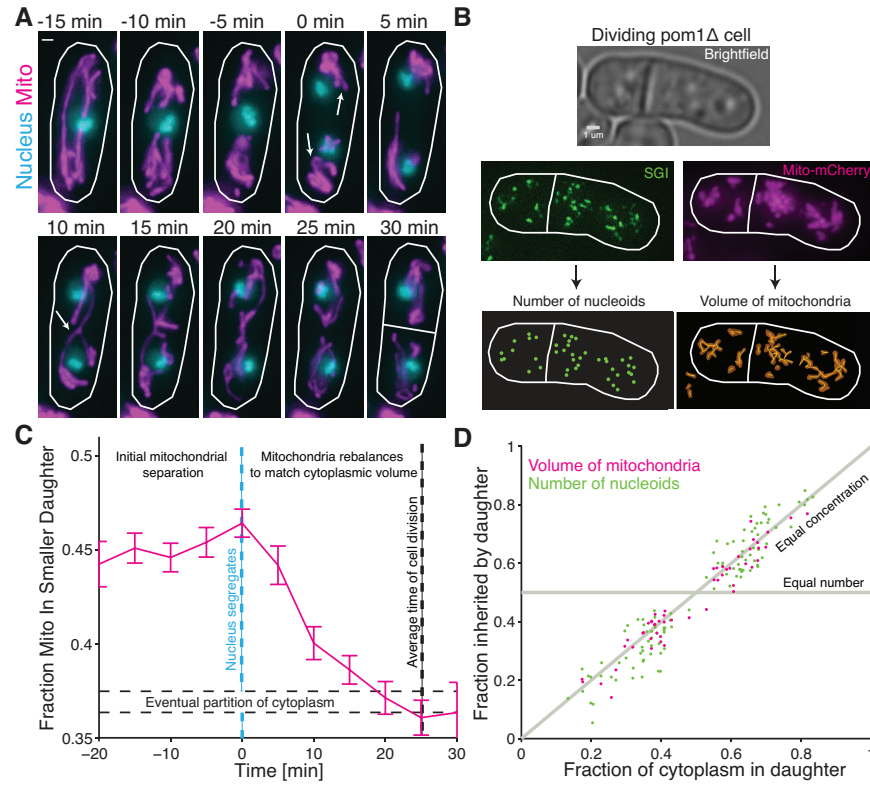 A
-15 min -10 min -5 min 0 min 5 min
Nucleus Mito
10 min 15 min 20 min 25 min 30 min
B
Dividing pom1Δ cell
Brightfield
1 um
SGI
Mito-mCherry
Number of nucleoids
Volume of mitochondria
C
0.5
0.45
0.4
0.35
Fraction Mito In Smaller Daughter
Initial mitochondrial
separation
Mitochondria rebalances
to match cytoplasmic volume
Nucleus segregates
Average time of cell division
Eventual partition of cytoplasm
−20 −10 0 10 20 30
Time [min]
D
1
0.8
0.6
0.4
0.2
0
Fraction inherited by daughter
Volume of mitochondria
Number of nucleoids
Equal concentration
Equal number
0 0.2 0.4 0.6 0.8 1
Fraction of cytoplasm in daughter